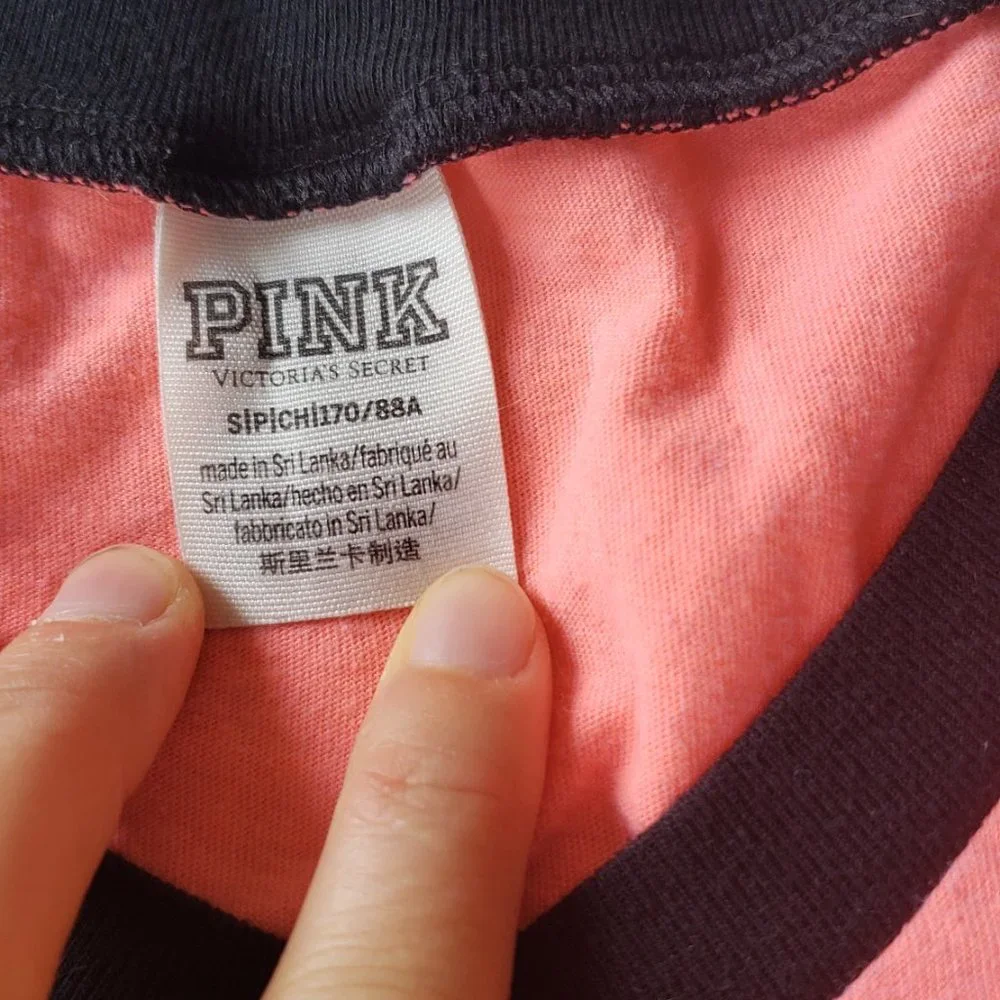 PINK
VICTORIA'S SECRET
S|P|CH|170/88A
made in Sri Lanka/fabriqué au
Sri Lanka/hecho en Sri Lanka/
fabbricato in Sri Lanka/
斯里兰卡制造